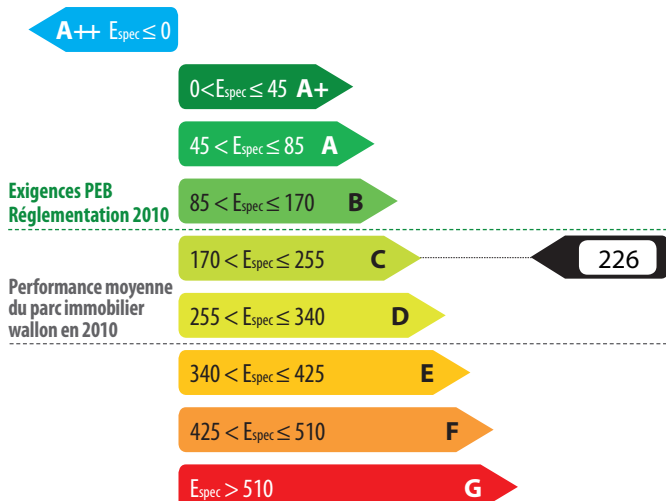 A++ Espec ≤ 0
0<Espec ≤ 45 A+
45 < Espec ≤ 85 A
Exigences PEB
Réglementation 2010
85 < Espec ≤ 170 B
170 < Espec ≤ 255 C
226
Performance moyenne
du parc immobilier
wallon en 2010
255 < Espec ≤ 340 D
340 < Espec ≤ 425 E
425 < Espec ≤ 510 F
Espec > 510 G